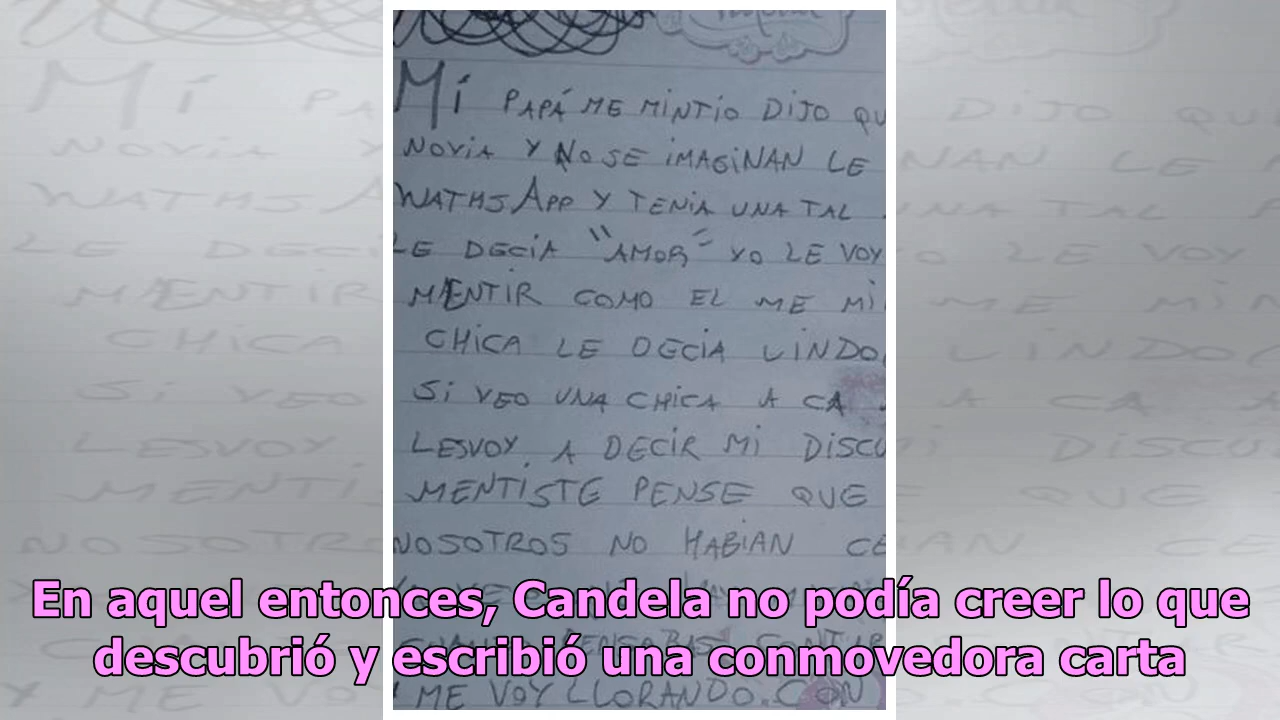 MÍ PAPÁ ME MINTIO DIJO QU
NOVIA Y NO SE IMAGINAN LE
WATHSAPP Y TENIA UNA TAL
LE DECIA "AMOR" YO LE VOY
MENTIR COMO EL ME MI
CHICA LE DECIA LINDO
SI VEO UNA CHICA A CA
LESVOY A DECIR MI DISCU
MENTISTE PENSE QUE
NOSOTROS NO HABIAN CE
En aquel entonces, Candela no podía creer lo que
descubrió y escribió una conmovedora carta
Y ME VOY LLORANDO.CON